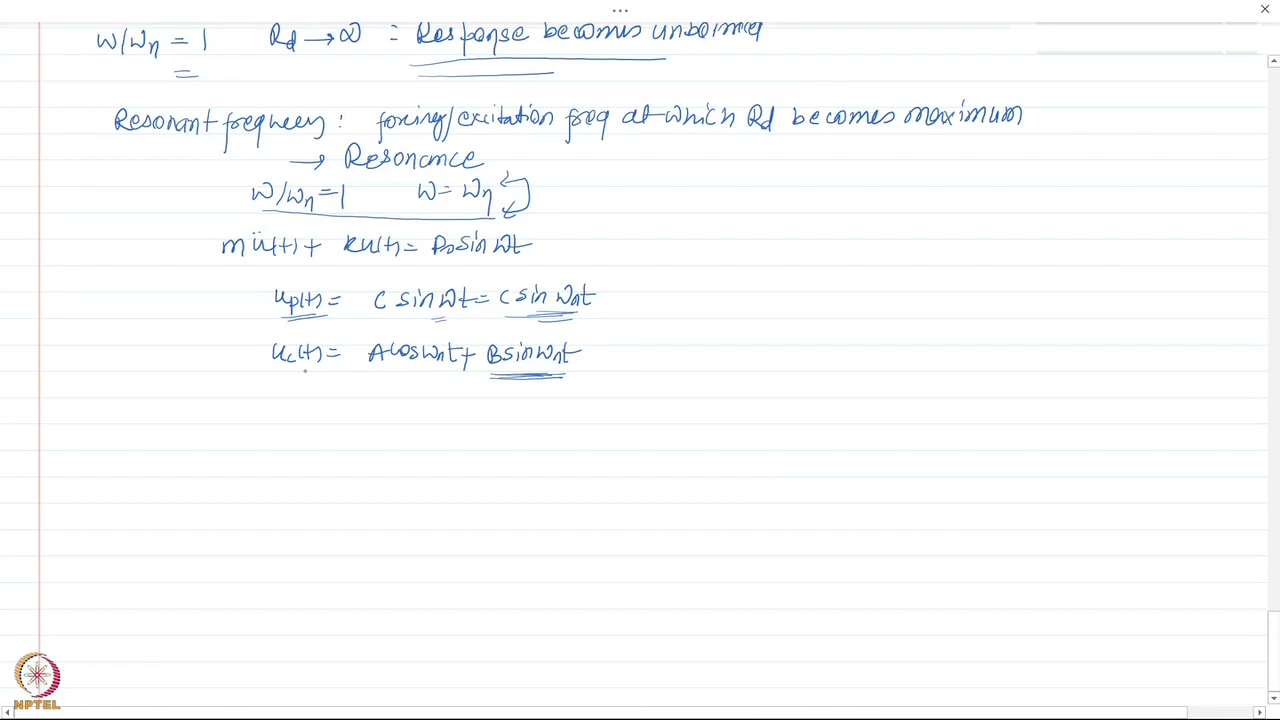 ω/ωn = 1 Rd → ∞ = Response becomes unbounded
Resonant frequency : forcing/excitation freq at which Rd becomes maximum
→ Resonance
ω/ωn = 1 ω = ωn
mü(t) + ku(t) = P0 sin ωt
up(t) = C sin ωt = C sin ωnt
uc(t) = A cos ωnt + B sin ωnt
NPTEL